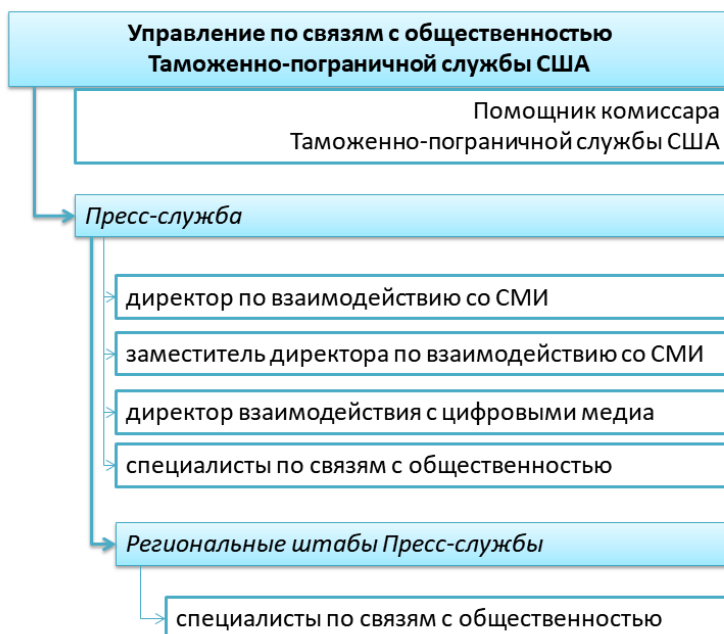 Управление по связям с общественностью
Таможенно-пограничной службы США
Помощник комиссара
Таможенно-пограничной службы США
Пресс-служба
директор по взаимодействию со СМИ
заместитель директора по взаимодействию со СМИ
директор взаимодействия с цифровыми медиа
специалисты по связям с общественностью
Региональные штабы Пресс-службы
специалисты по связям с общественностью